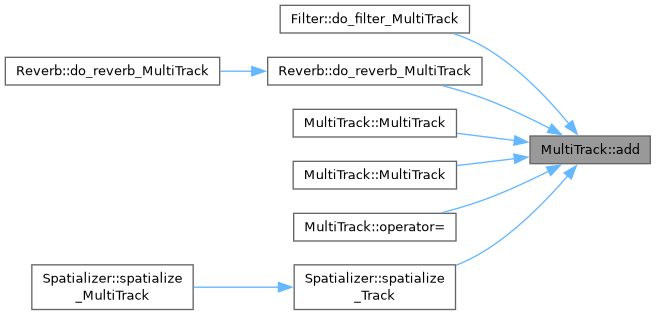 Filter::do_filter_MultiTrack
Reverb::do_reverb_MultiTrack
Reverb::do_reverb_MultiTrack
MultiTrack::MultiTrack
MultiTrack::add
MultiTrack::MultiTrack
MultiTrack::operator=
Spatializer::spatialize
_MultiTrack
Spatializer::spatialize
_Track